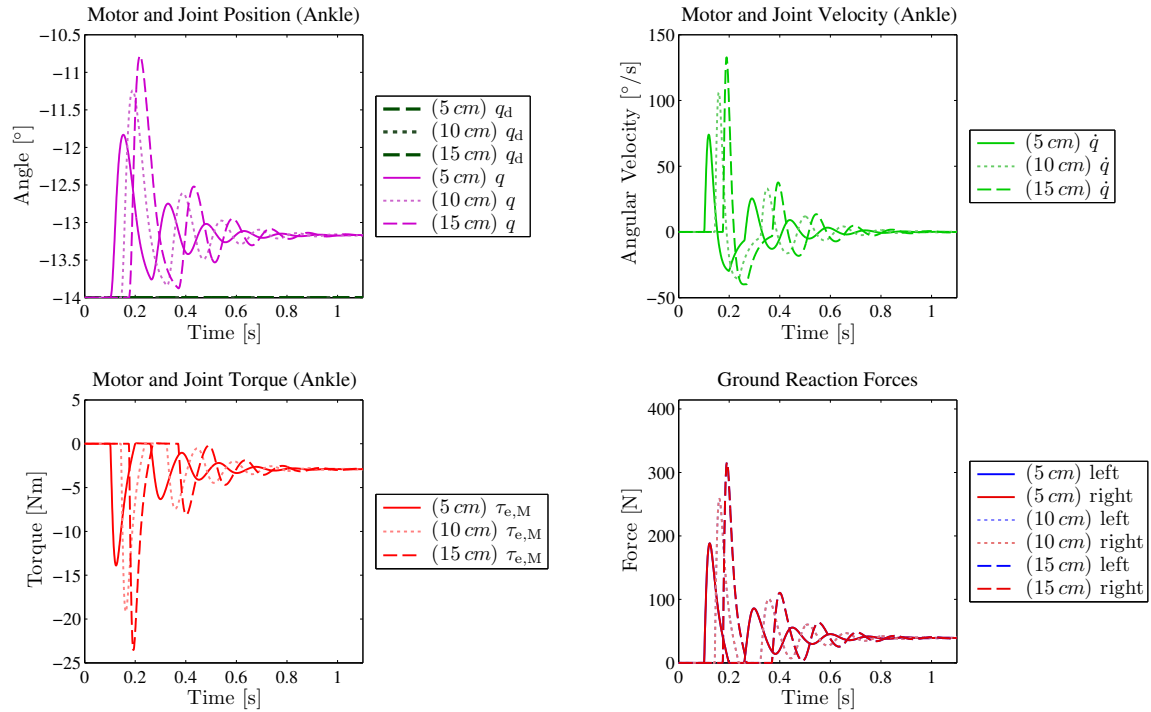 Motor and Joint Position (Ankle)
−10.5
−11
−11.5
−12
−12.5
−13
−13.5
−14
Angle [°]
0 0.2 0.4 0.6 0.8 1
Time [s]
(5 cm) q_d
(10 cm) q_d
(15 cm) q_d
(5 cm) q
(10 cm) q
(15 cm) q
Motor and Joint Velocity (Ankle)
150
100
50
0
−50
Angular Velocity [°/s]
0 0.2 0.4 0.6 0.8 1
Time [s]
(5 cm) q̇
(10 cm) q̇
(15 cm) q̇
Motor and Joint Torque (Ankle)
5
0
−5
−10
−15
−20
−25
Torque [Nm]
0 0.2 0.4 0.6 0.8 1
Time [s]
(5 cm) τ_e,M
(10 cm) τ_e,M
(15 cm) τ_e,M
Ground Reaction Forces
400
300
200
100
0
Force [N]
0 0.2 0.4 0.6 0.8 1
Time [s]
(5 cm) left
(5 cm) right
(10 cm) left
(10 cm) right
(15 cm) left
(15 cm) right